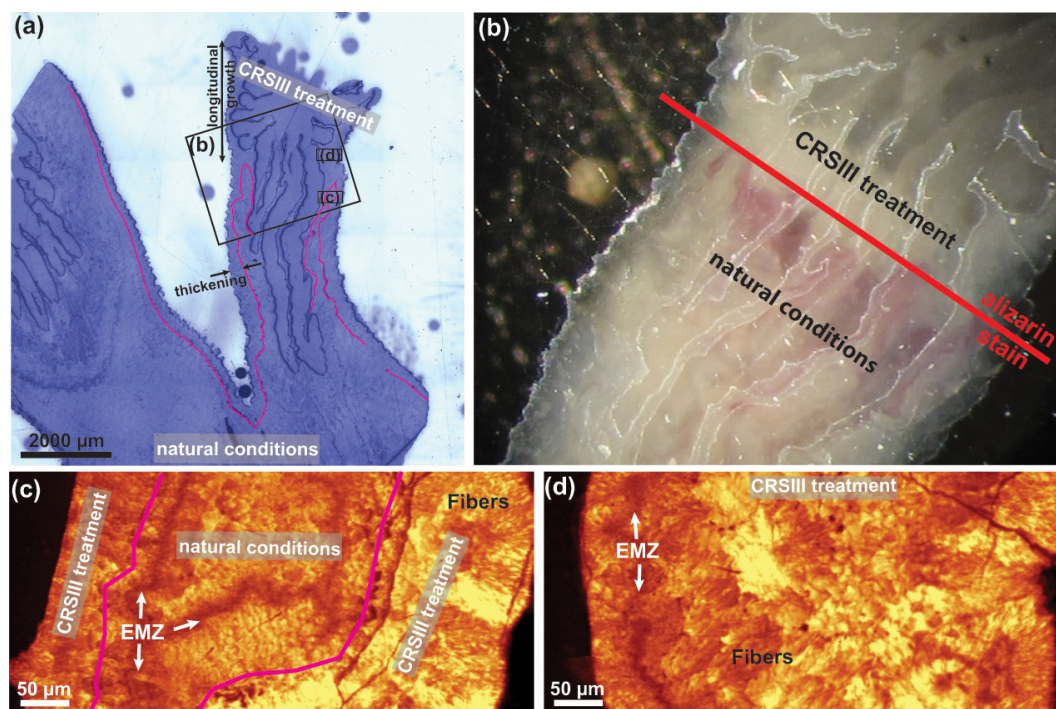 (a)
longitudinal
growth
CRSIII treatment
(b)
(d)
(c)
thickening
2000 µm
natural conditions
(b)
CRSIII treatment
natural conditions
alizarin
stain
(c)
CRSIII treatment
natural conditions
Fibers
EMZ
CRSIII treatment
50 µm
(d)
CRSIII treatment
EMZ
Fibers
50 µm